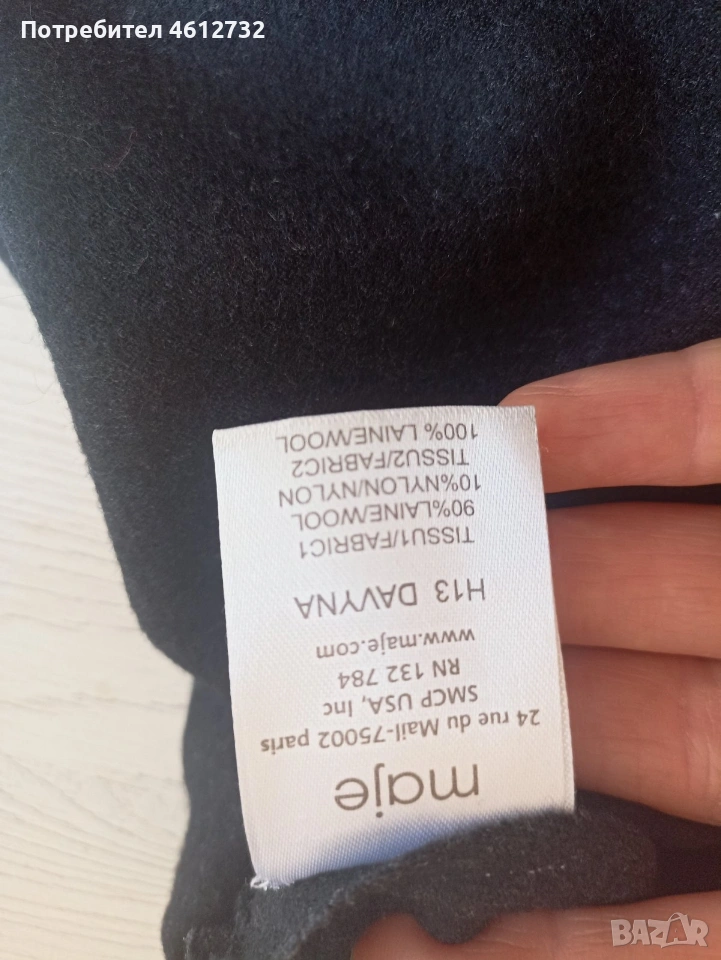 Потребител 4612732
maje
24 rue du Mail-75002 paris
SMCP USA, Inc
RN 132 784
www.maje.com
H13 DAVYNA
TISSU1/FABRIC1
90%LAINE/WOOL
10%NYLON/NYLON
TISSU2/FABRIC2
100% LAINE/WOOL
BAZAR